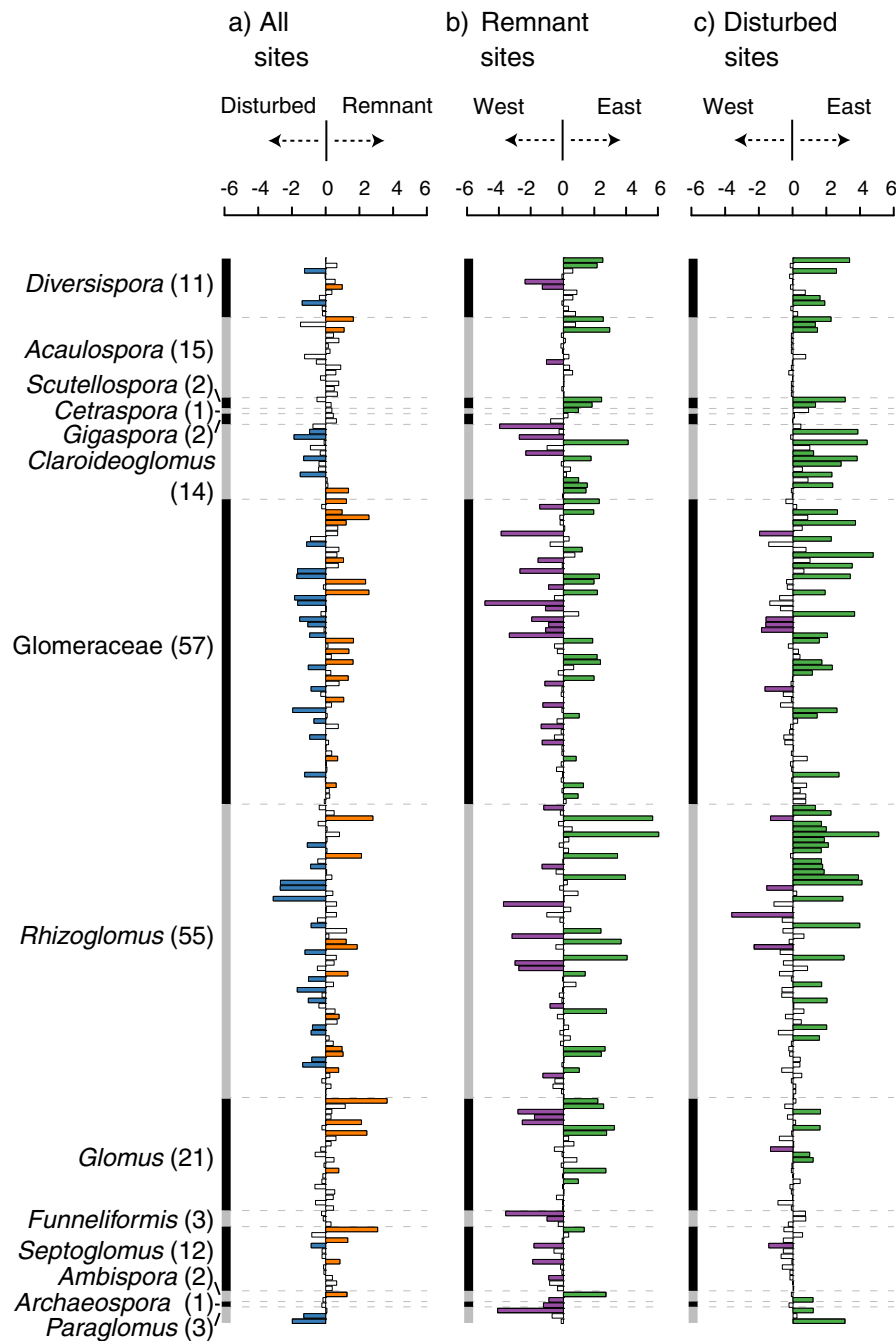 a) All sites
b) Remnant sites
c) Disturbed sites
Disturbed Remnant
West East
West East
-6 -4 -2 0 2 4 6
-6 -4 -2 0 2 4 6
-6 -4 -2 0 2 4 6
Diversispora (11)
Acaulospora (15)
Scutellospora (2)
Cetraspora (1)
Gigaspora (2)
Claroideoglomus
(14)
Glomeraceae (57)
Rhizoglomus (55)
Glomus (21)
Funneliformis (3)
Septoglomus (12)
Ambispora (2)
Archaeospora (1)
Paraglomus (3)